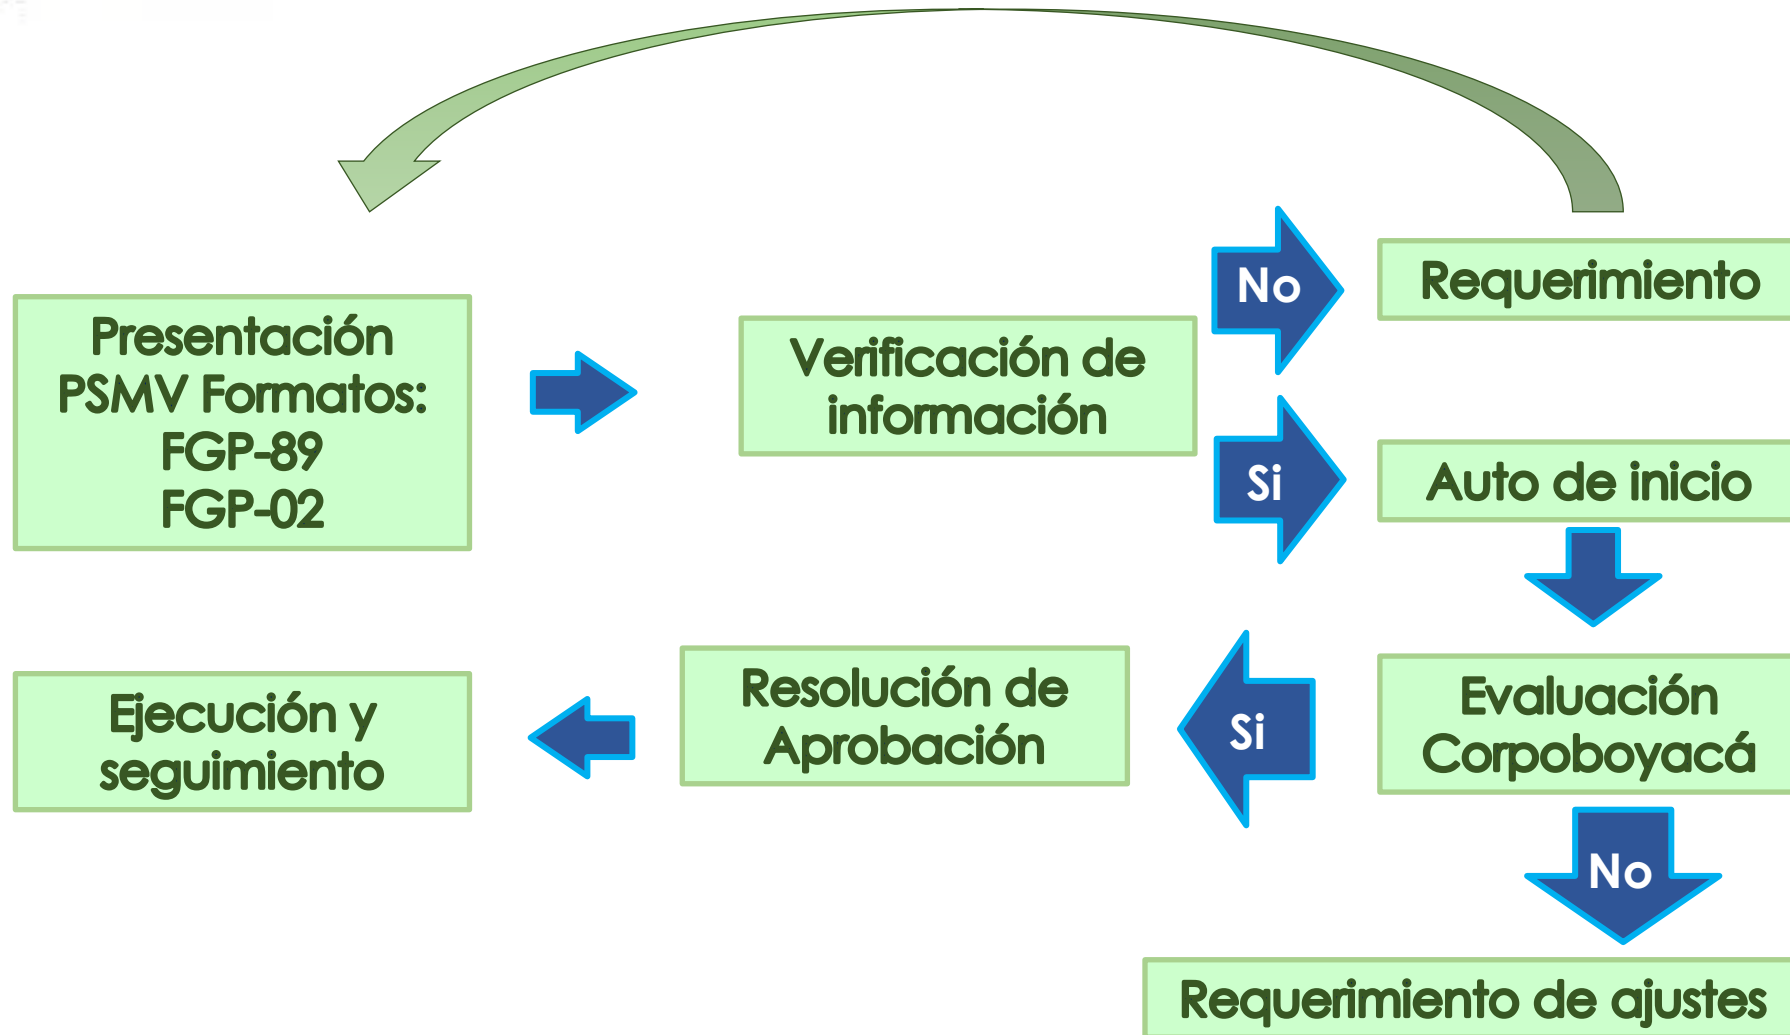 Presentación
PSMV Formatos:
FGP-89
FGP-02
Verificación de
información
No
Requerimiento
Si
Auto de inicio
Evaluación
Corpoboyacá
Si
Resolución de
Aprobación
Ejecución y
seguimiento
No
Requerimiento de ajustes